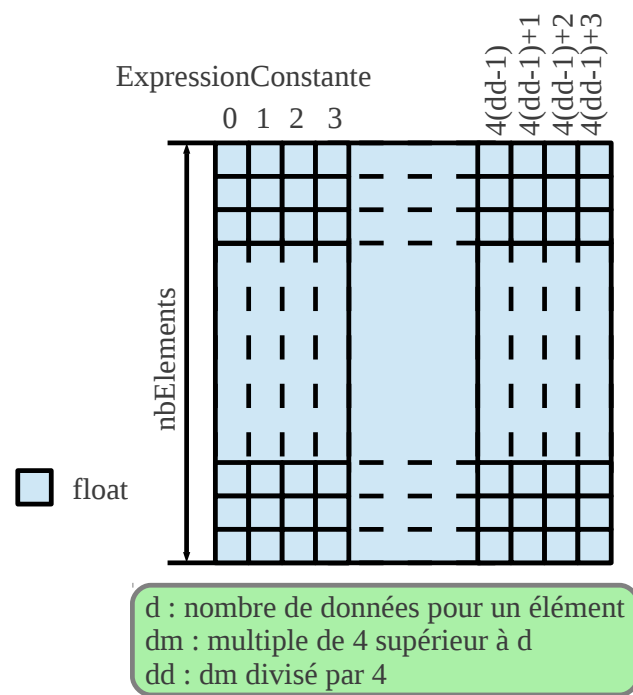 ExpressionConstante
0 1 2 3
4(dd-1)
4(dd-1)+1
4(dd-1)+2
4(dd-1)+3
nbElements
float
d : nombre de données pour un élément
dm : multiple de 4 supérieur à d
dd : dm divisé par 4